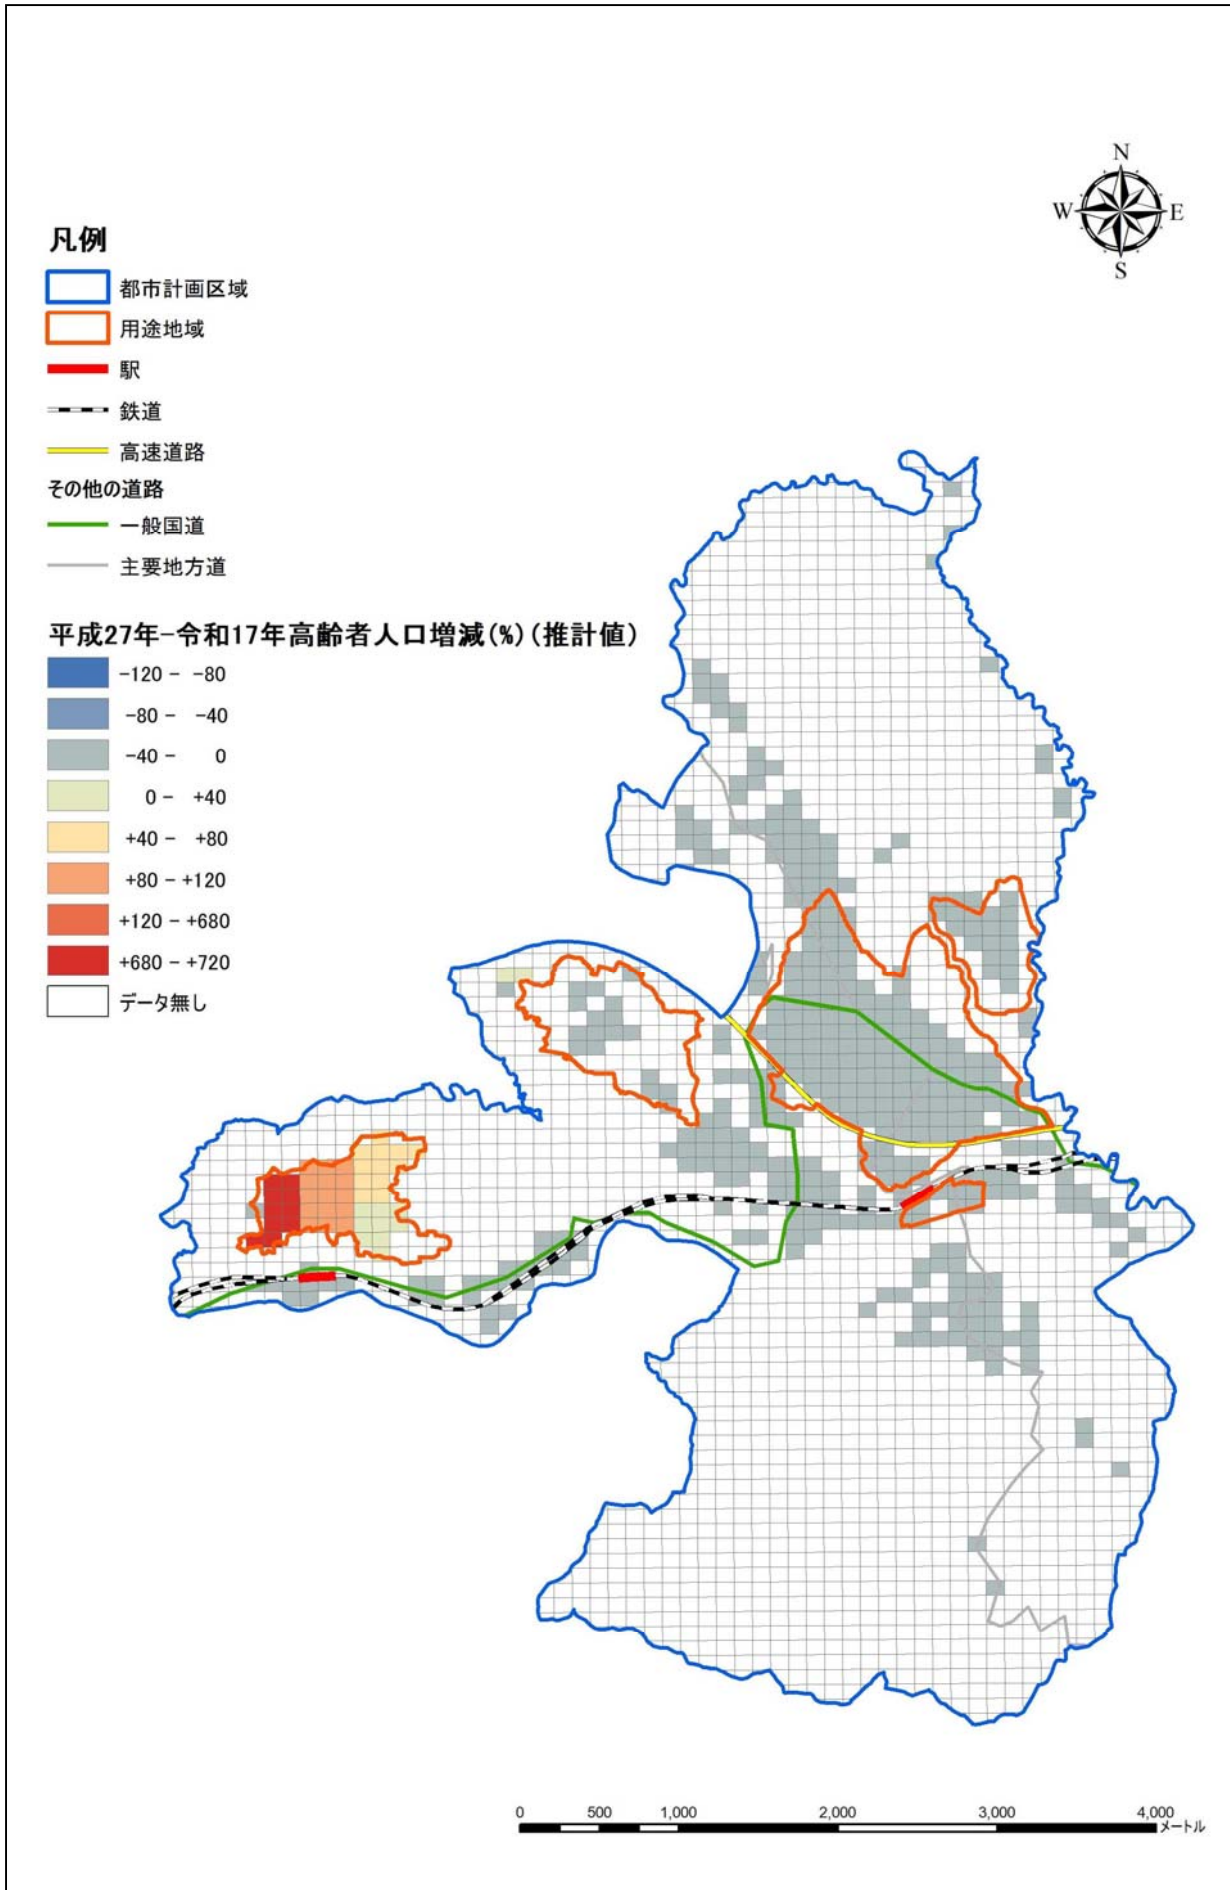 N
W E
S
凡例
都市計画区域
用途地域
駅
鉄道
高速道路
その他の道路
一般国道
主要地方道
平成27年-令和17年高齢者人口増減(%)(推計値)
-120 - -80
-80 - -40
-40 - 0
0 - +40
+40 - +80
+80 - +120
+120 - +680
+680 - +720
データ無し
0 500 1,000 2,000 3,000 4,000
メートル